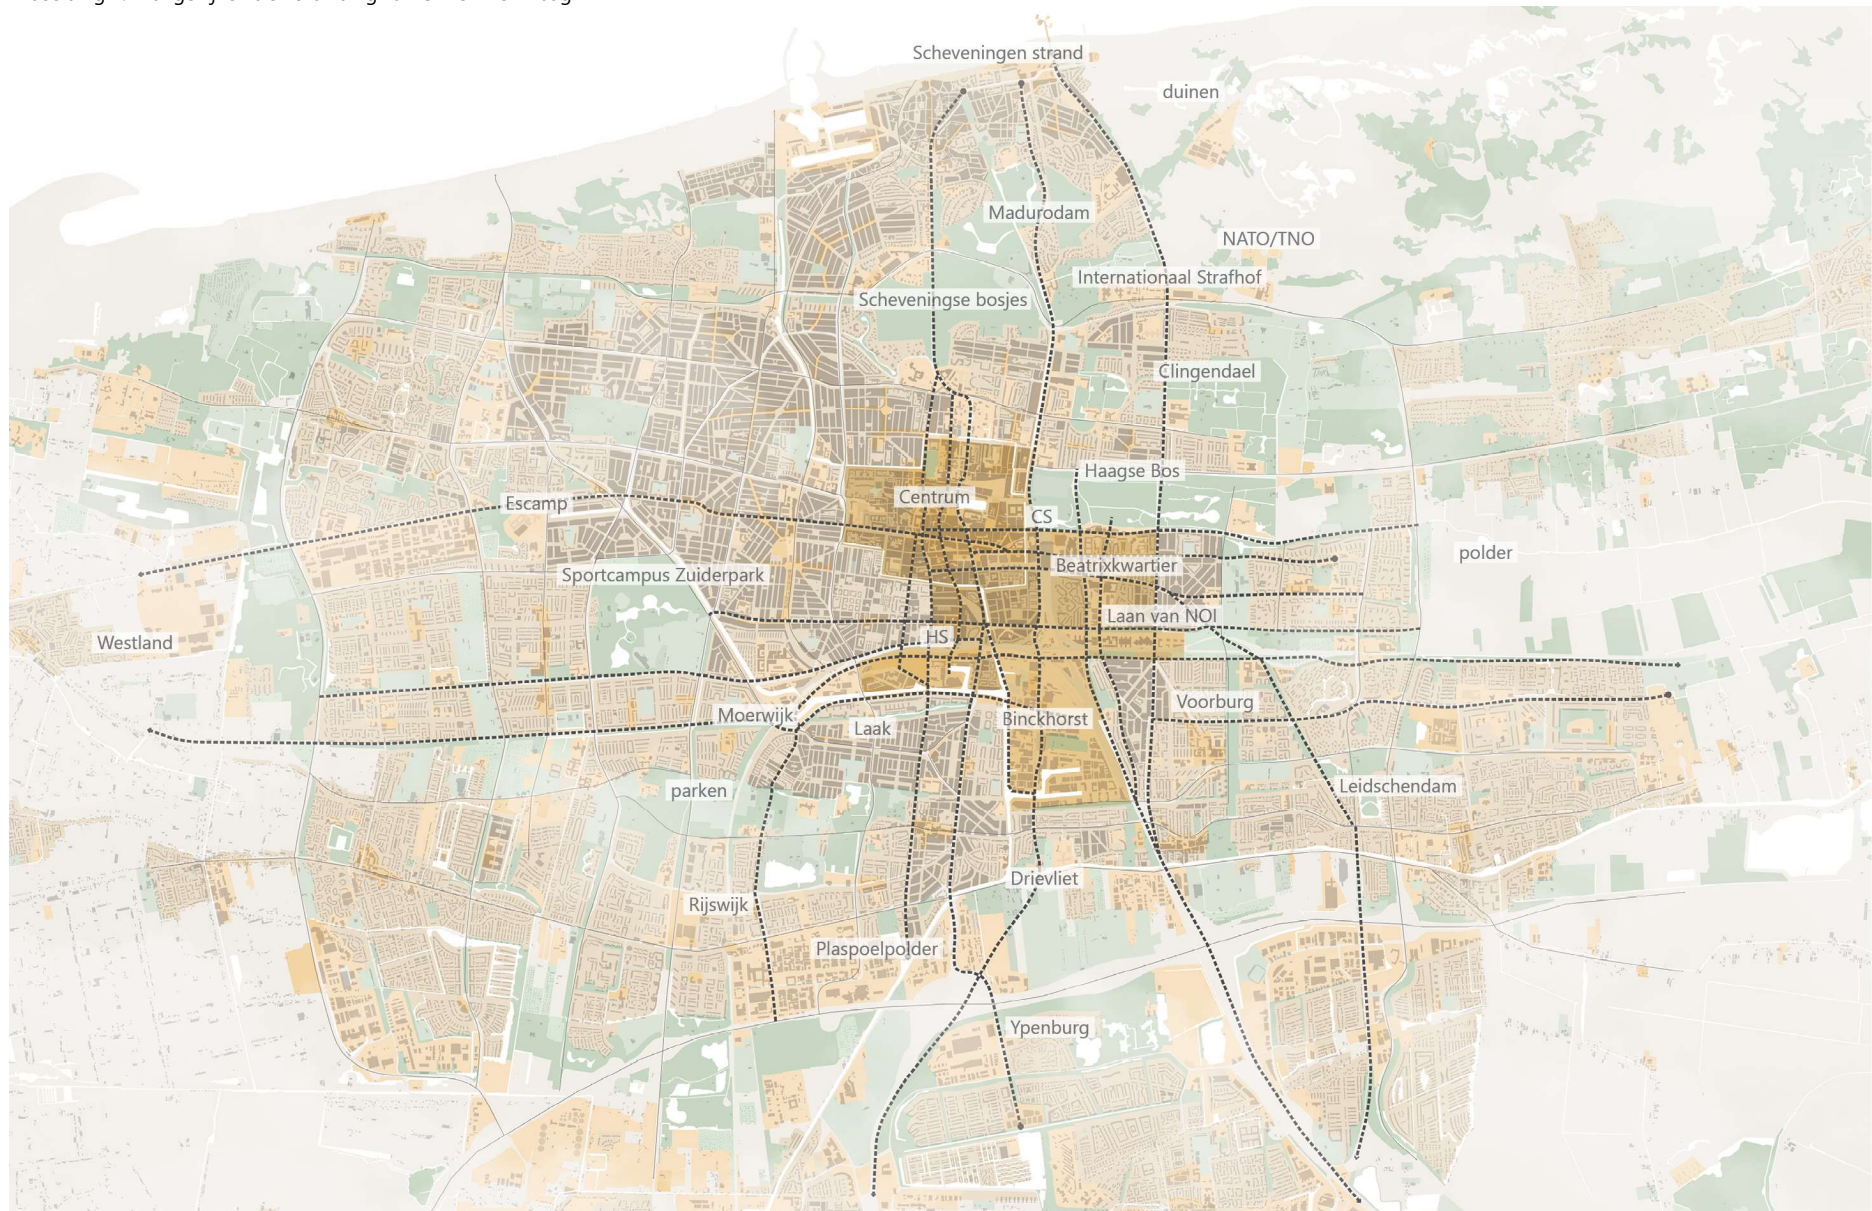 Scheveningen strand
duinen
Madurodam
NATO/TNO
Internationaal Strafhof
Scheveningse bosjes
Clingendael
Haagse Bos
Centrum
Escamp
CS
polder
Beatrixkwartier
Sportcampus Zuiderpark
Laan van NOI
HS
Westland
Voorburg
Moerwijk
Binckhorst
Laak
Leidschendam
parken
Drievliet
Rijswijk
Plaspoelpolder
Ypenburg